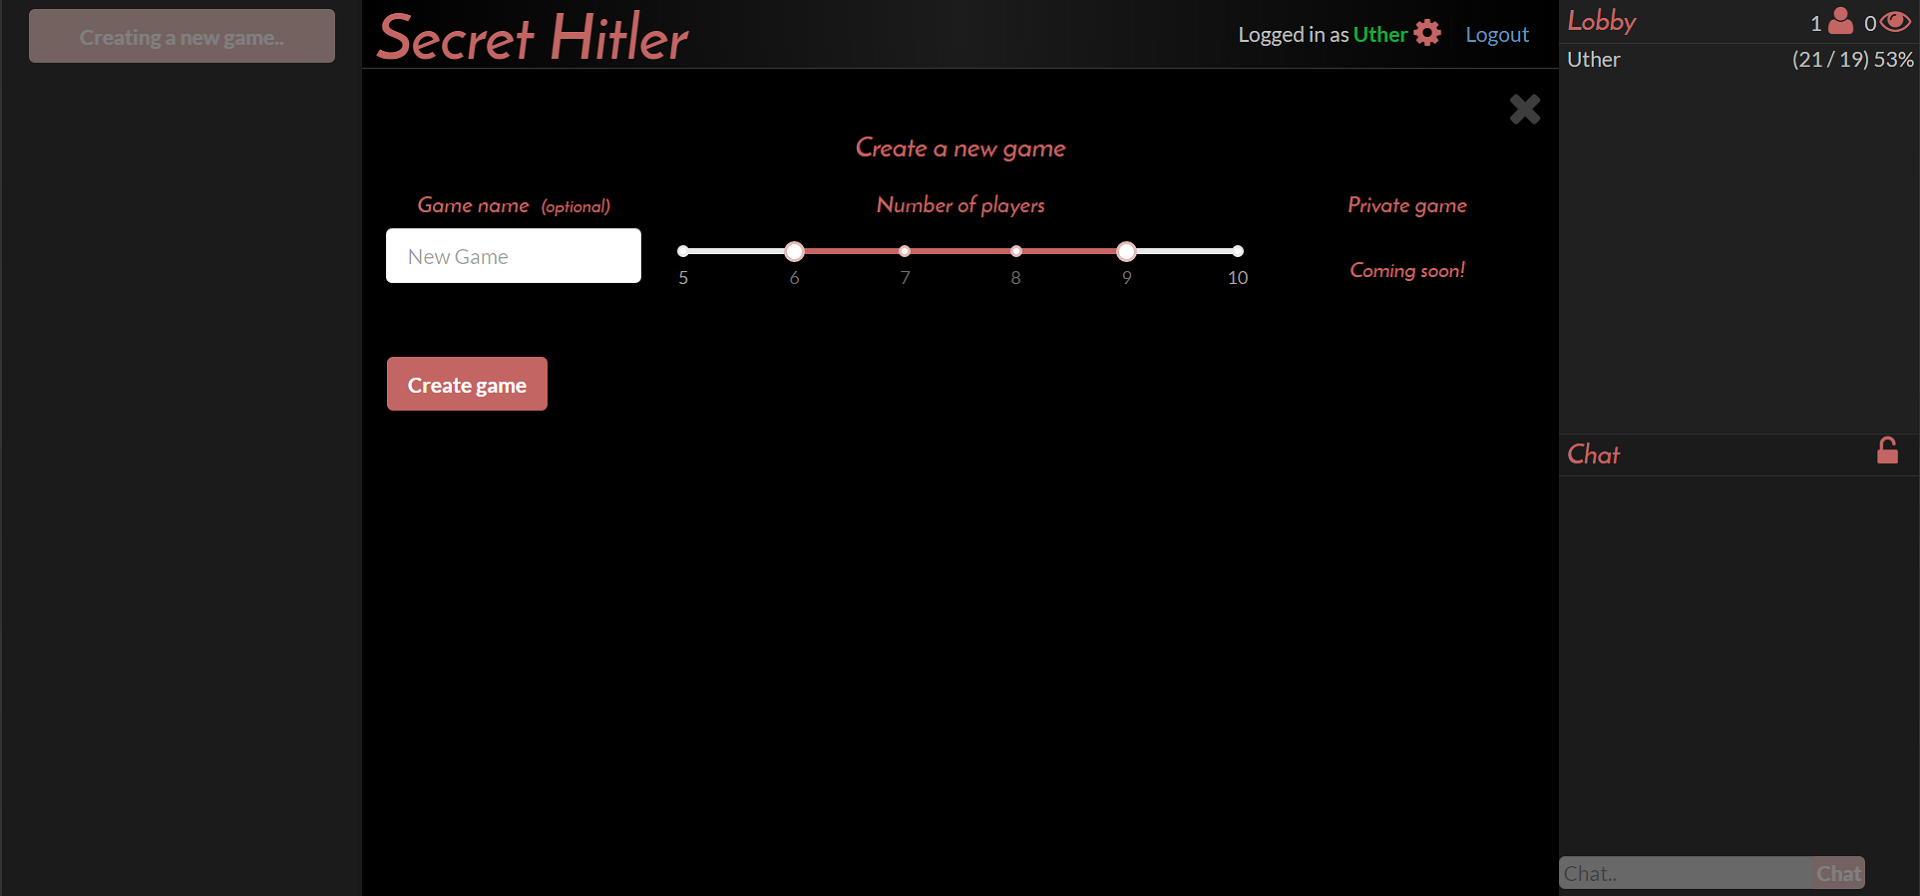 Creating a new game..
Secret Hitler
Logged in as Uther
Logout
Create a new game
Game name (optional)
New Game
Number of players
5 6 7 8 9 10
Private game
Coming soon!
Create game
Lobby 1 0
Uther (21 / 19) 53%
Chat
Chat.. Chat